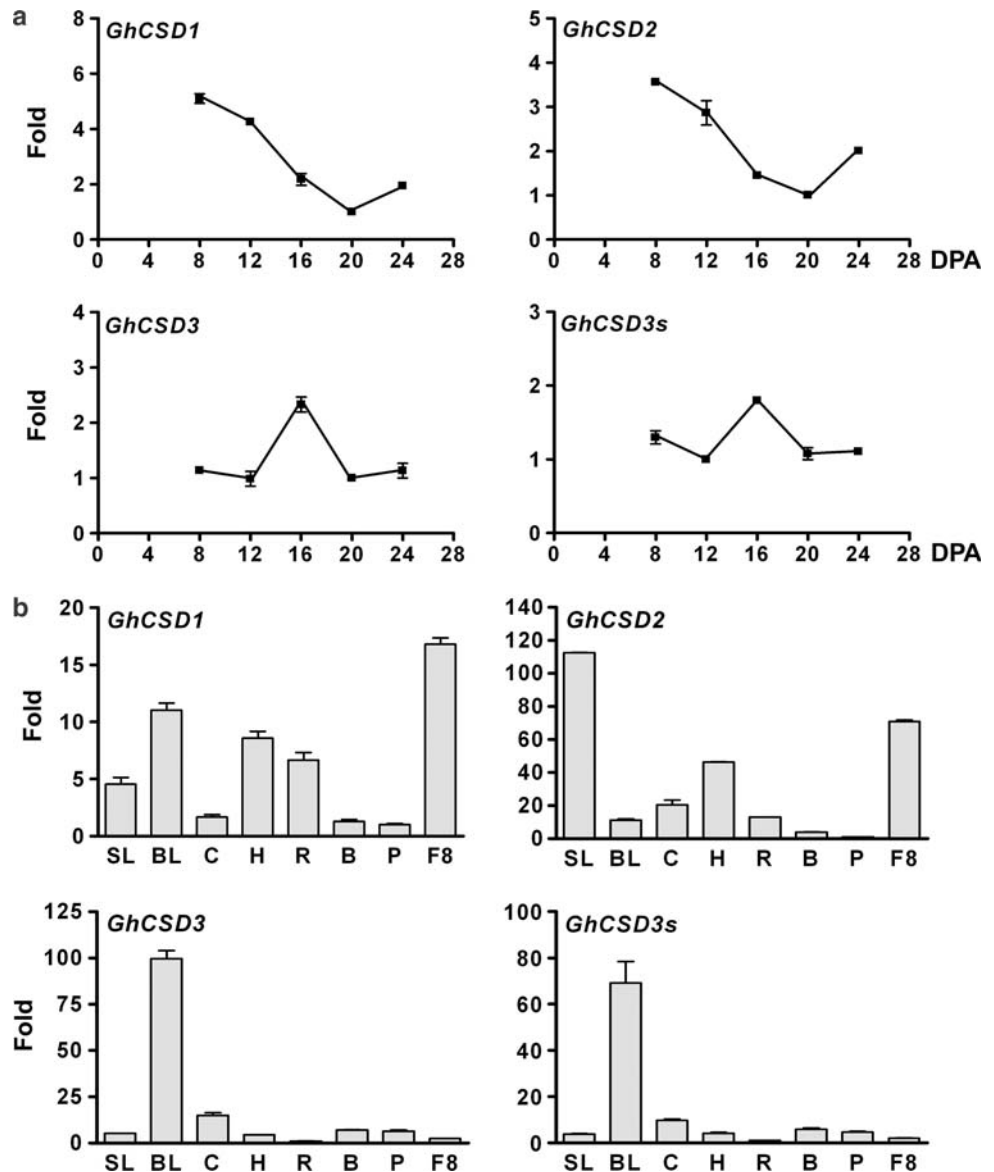 a
GhCSD1
GhCSD2
Fold
8
6
4
2
0
5
4
3
2
1
0
0 4 8 12 16 20 24 28
0 4 8 12 16 20 24 28 DPA
GhCSD3
GhCSD3s
Fold
4
3
2
1
0
3
2
1
0
0 4 8 12 16 20 24 28
0 4 8 12 16 20 24 28 DPA
b
GhCSD1
GhCSD2
Fold
20
15
10
5
0
140
120
100
80
60
40
20
0
SL BL C H R B P F8
SL BL C H R B P F8
GhCSD3
GhCSD3s
Fold
125
100
75
50
25
0
100
80
60
40
20
0
SL BL C H R B P F8
SL BL C H R B P F8